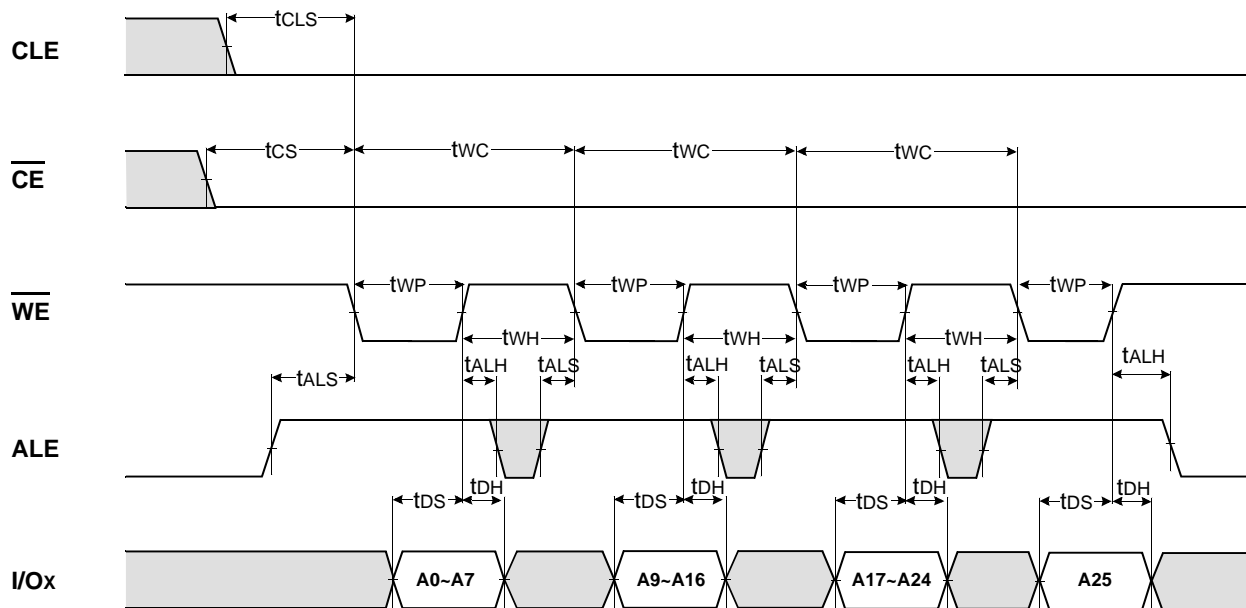 CLE
tCLS
CE
tCS tWC tWC tWC
WE
tWP tWP tWP tWP
tWH tWH tWH
tALS tALH tALS tALH tALS tALH tALS tALH
ALE
tDS tDH tDS tDH tDS tDH tDS tDH
I/Ox A0~A7 A9~A16 A17~A24 A25